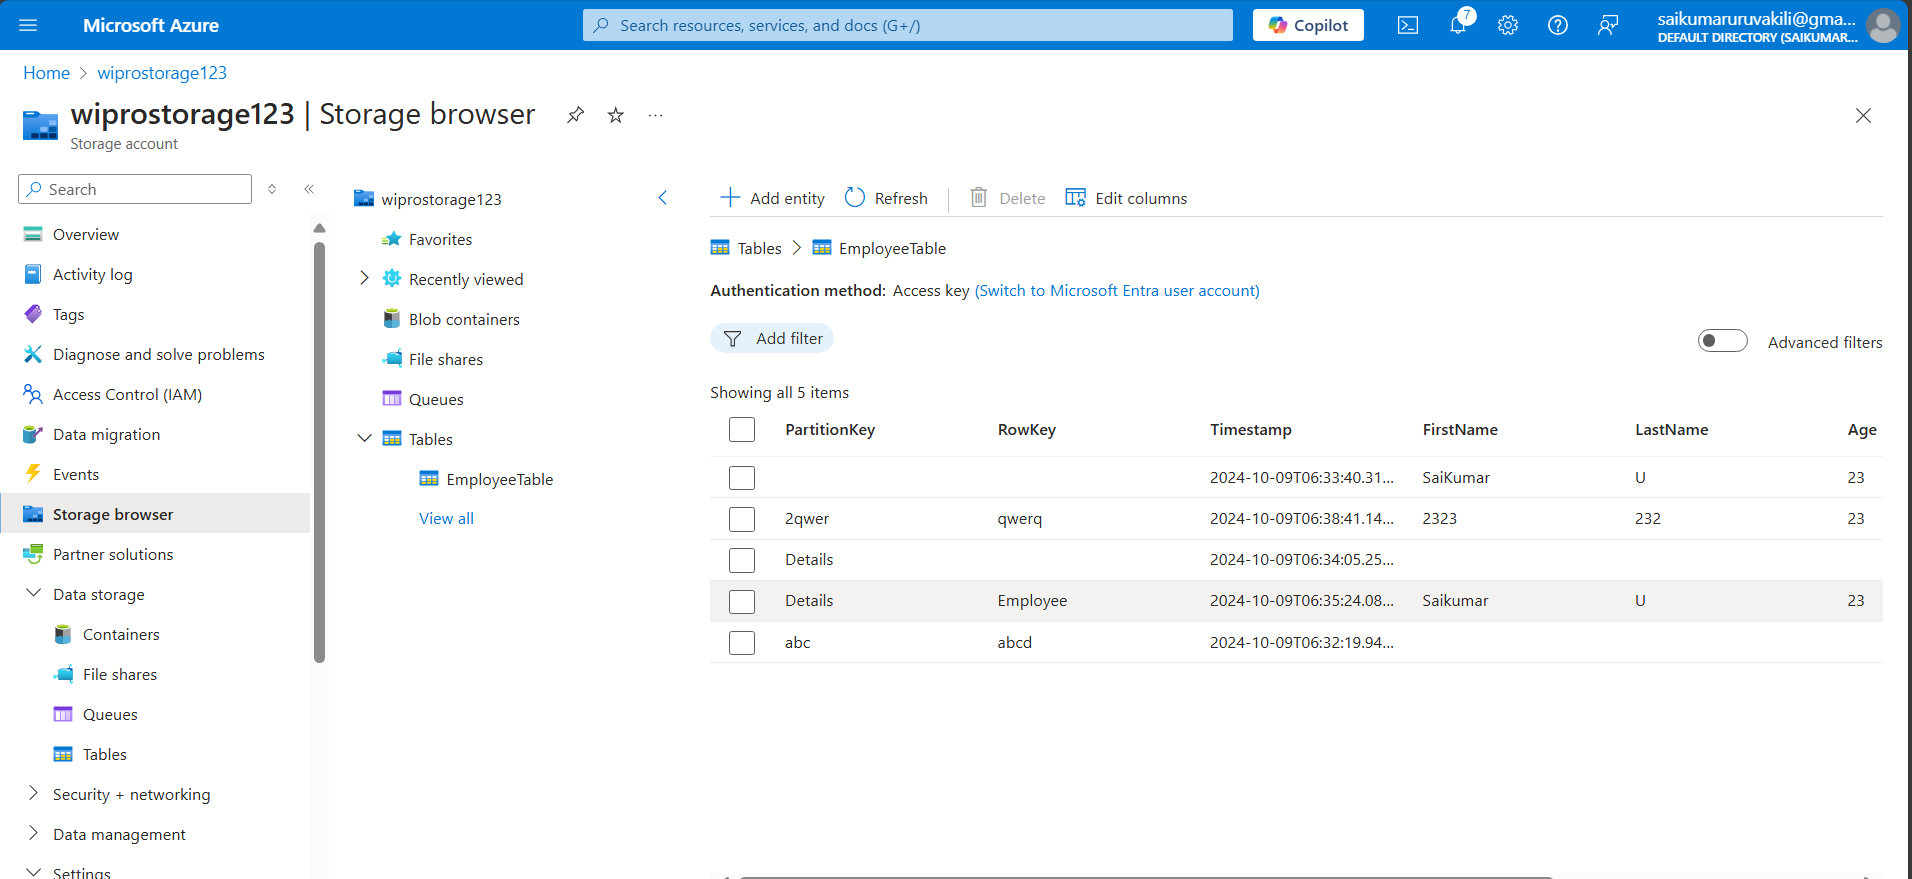 Microsoft Azure
Search resources, services, and docs (G+/)
Copilot
7
saikumaruruvakili@gma...
DEFAULT DIRECTORY (SAIKUMAR...
Home > wiprostorage123
wiprostorage123 | Storage browser
...
Storage account
Search
Overview
Activity log
Tags
Diagnose and solve problems
Access Control (IAM)
Data migration
Events
Storage browser
Partner solutions
Data storage
Containers
File shares
Queues
Tables
Security + networking
Data management
Settings
wiprostorage123
Favorites
Recently viewed
Blob containers
File shares
Queues
Tables
EmployeeTable
View all
Add entity Refresh Delete Edit columns
Tables > EmployeeTable
Authentication method: Access key (Switch to Microsoft Entra user account)
Add filter
Advanced filters
Showing all 5 items
PartitionKey RowKey Timestamp FirstName LastName Age
2024-10-09T06:33:40.31... SaiKumar U 23
2qwer qwerq 2024-10-09T06:38:41.14... 2323 232 23
Details 2024-10-09T06:34:05.25...
Details Employee 2024-10-09T06:35:24.08... Saikumar U 23
abc abcd 2024-10-09T06:32:19.94...